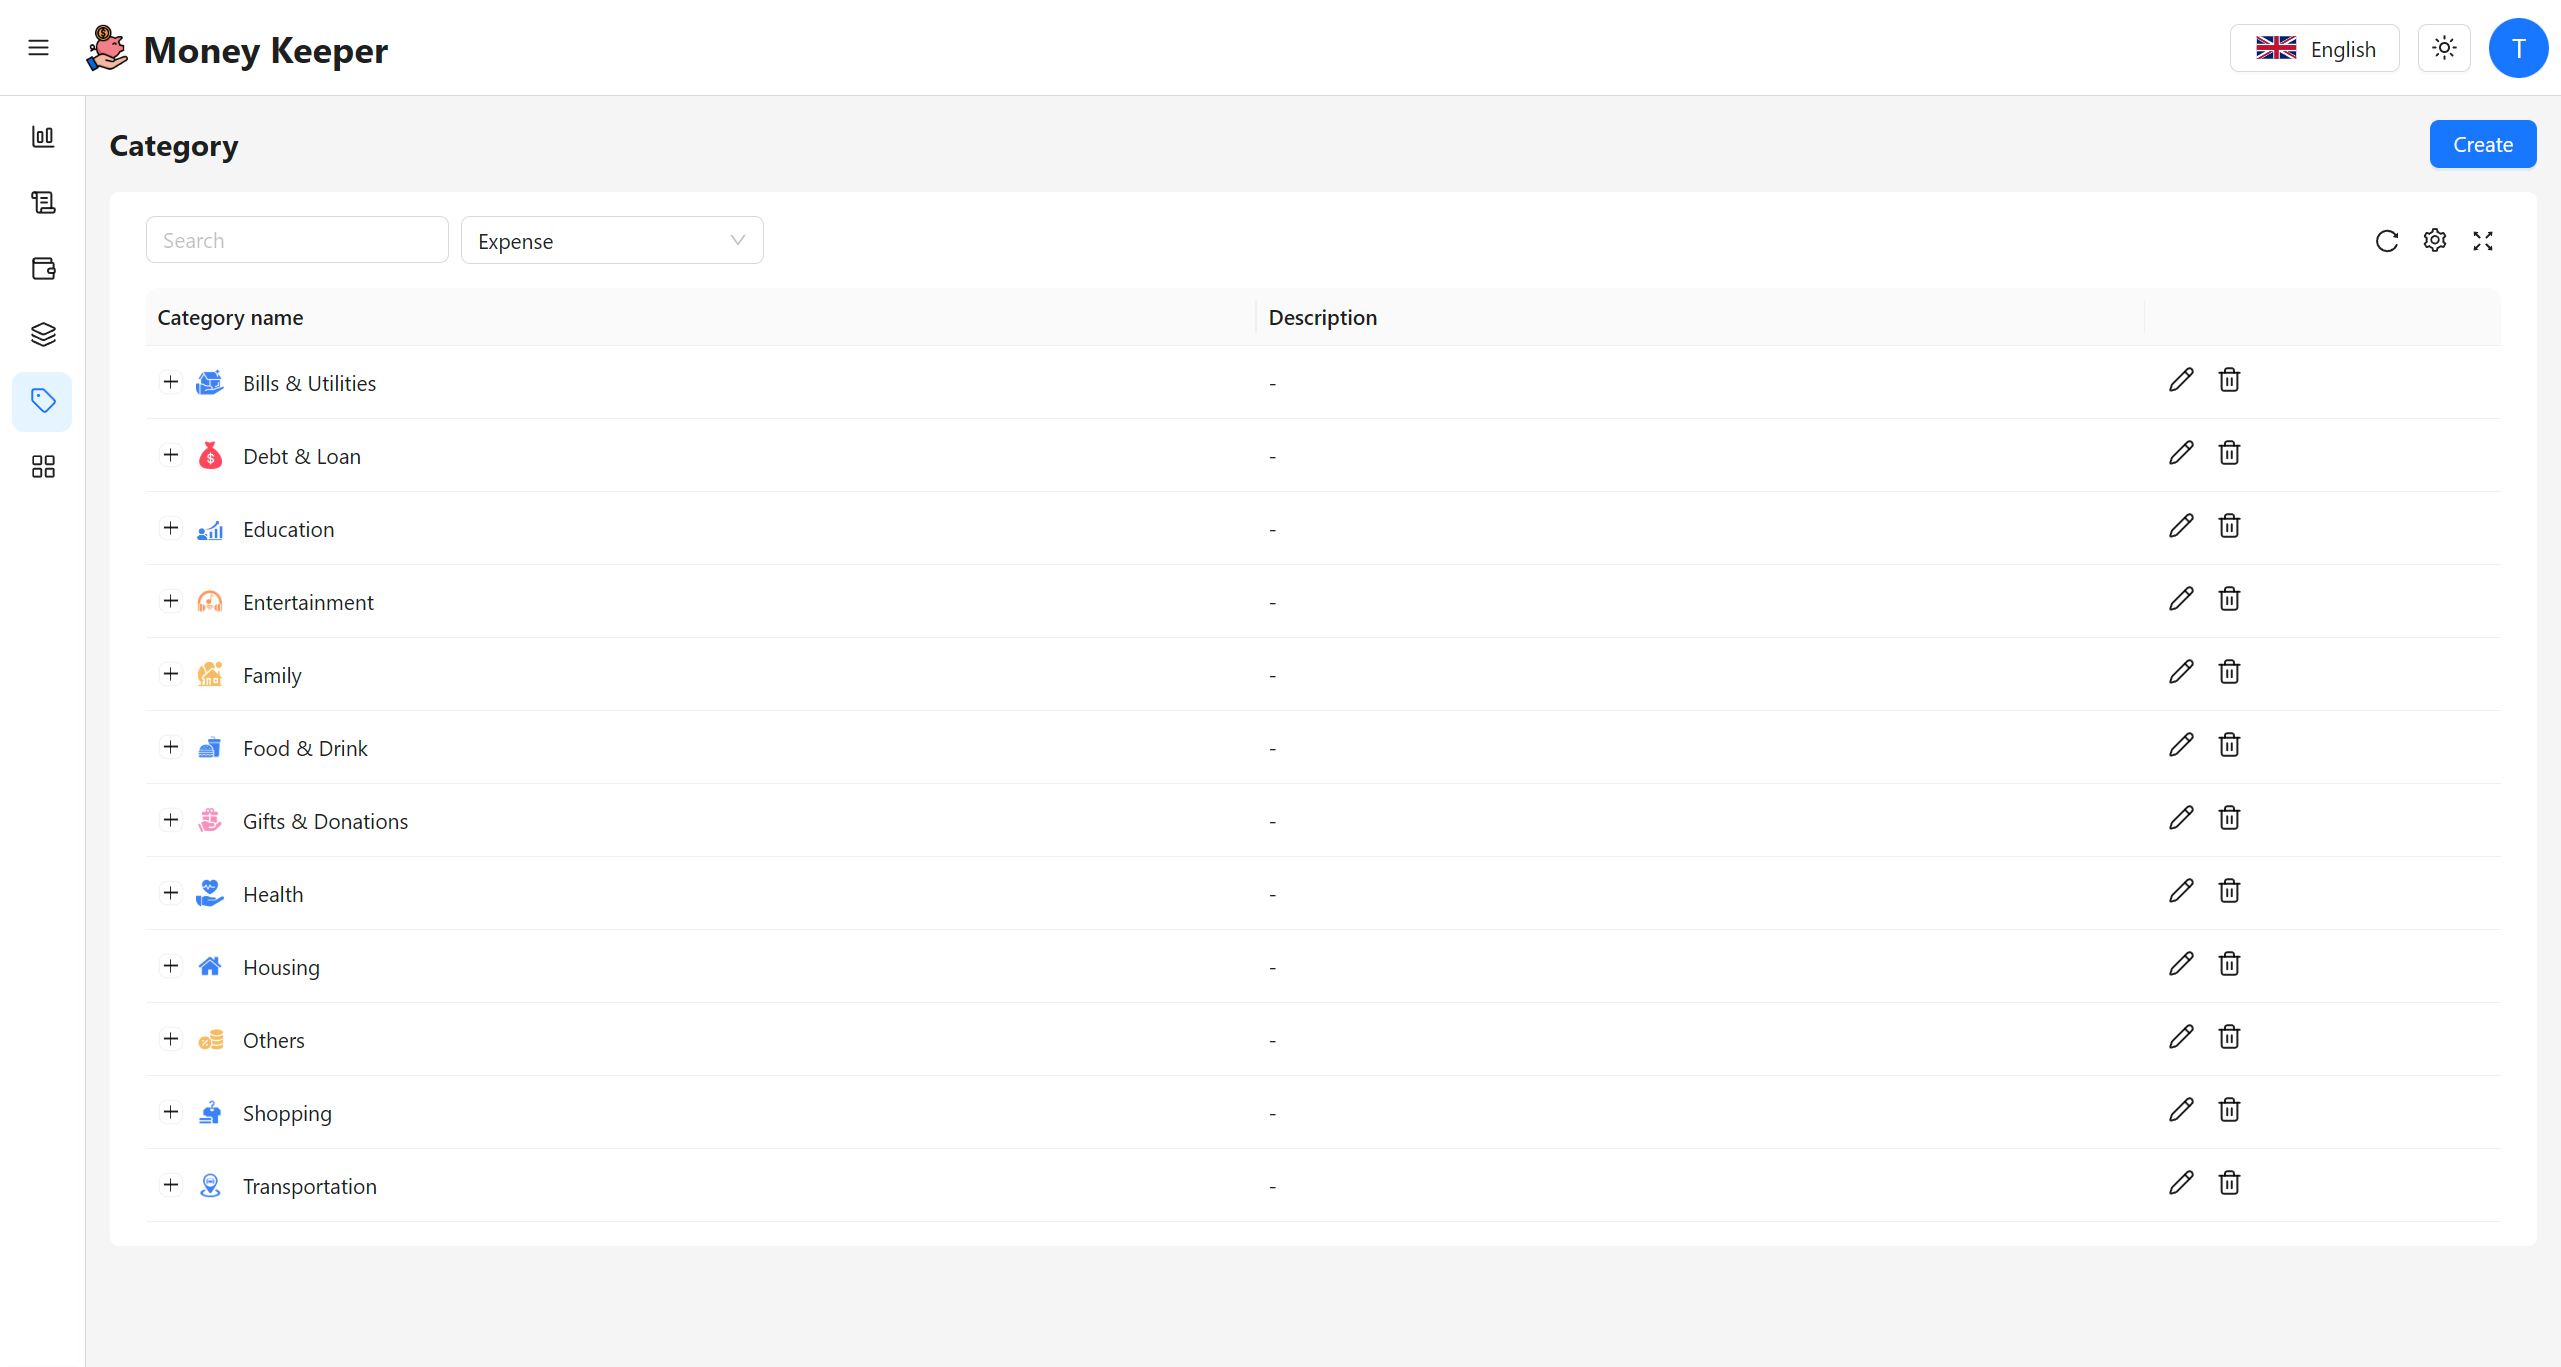 Money Keeper
English
T
Category
Create
Search
Expense
Category name
Description
Bills & Utilities
-
Debt & Loan
-
Education
-
Entertainment
-
Family
-
Food & Drink
-
Gifts & Donations
-
Health
-
Housing
-
Others
-
Shopping
-
Transportation
-